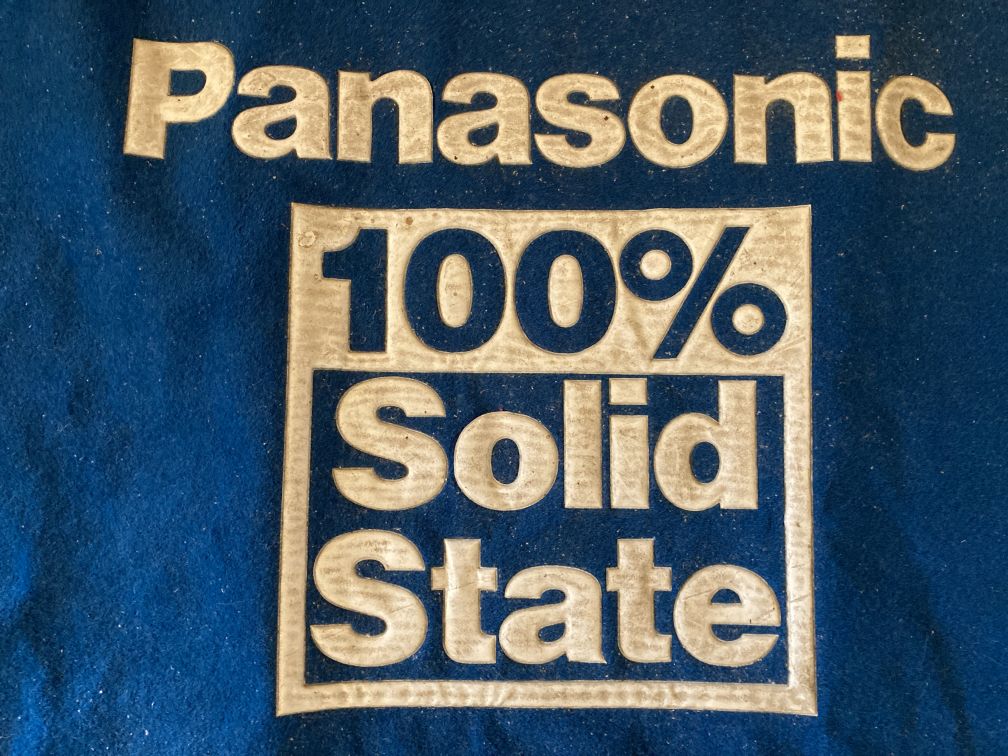 Panasonic
100%
Solid
State